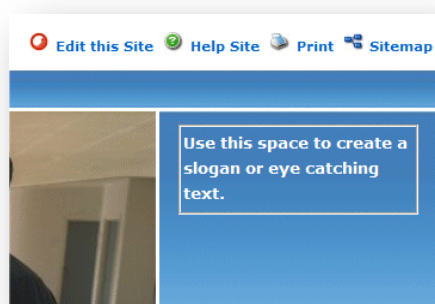 Edit this Site Help Site Print Sitemap
Use this space to create a
slogan or eye catching
text.